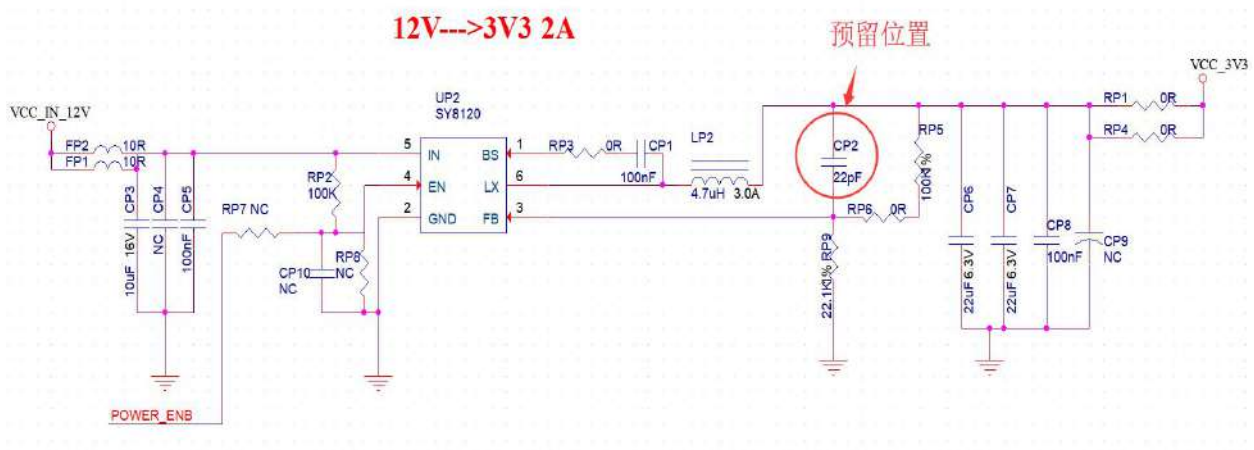 12V--->3V3 2A
预留位置
VCC_3V3
VCC_IN_12V
UP2
SY8120
FP2 10R
FP1 10R
5 IN BS 1
4 EN LX 6
2 GND FB 3
RP3 0R CP1
100nF
LP2
4.7uH 3.0A
CP2
22pF
RP5
100K 1%
RP1 0R
RP4 0R
RP2
100K
RP7 NC
CP3
10uF 16V
CP4
NC
CP5
100nF
CP10
NC
RP8
NC
RP6 0R
RP9
22.1K 1%
CP6
22uF 6.3V
CP7
22uF 6.3V
CP8
100nF
CP9
NC
POWER_ENB